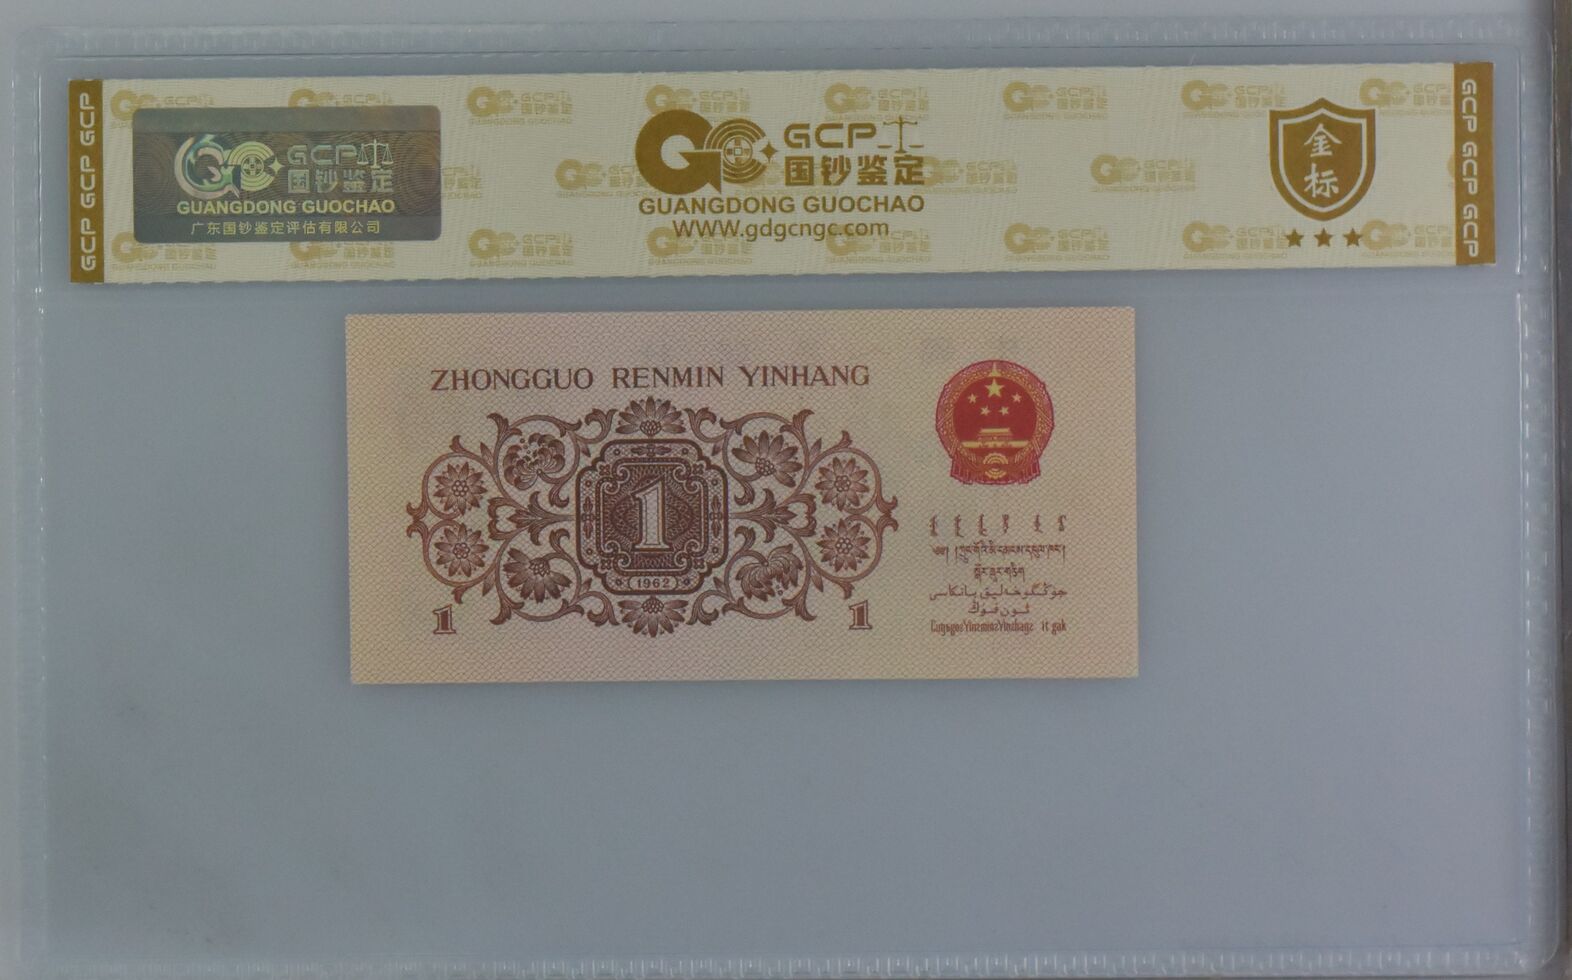 GCP GCP GCP
GCP
国钞鉴定
GUANGDONG GUOCHAO
广东国钞鉴定评估有限公司
GCP
国钞鉴定
GUANGDONG GUOCHAO
WWW.gdgcngc.com
金标
GCP GCP GCP
ZHONGGUO RENMIN YINHANG
1
1962
1
1